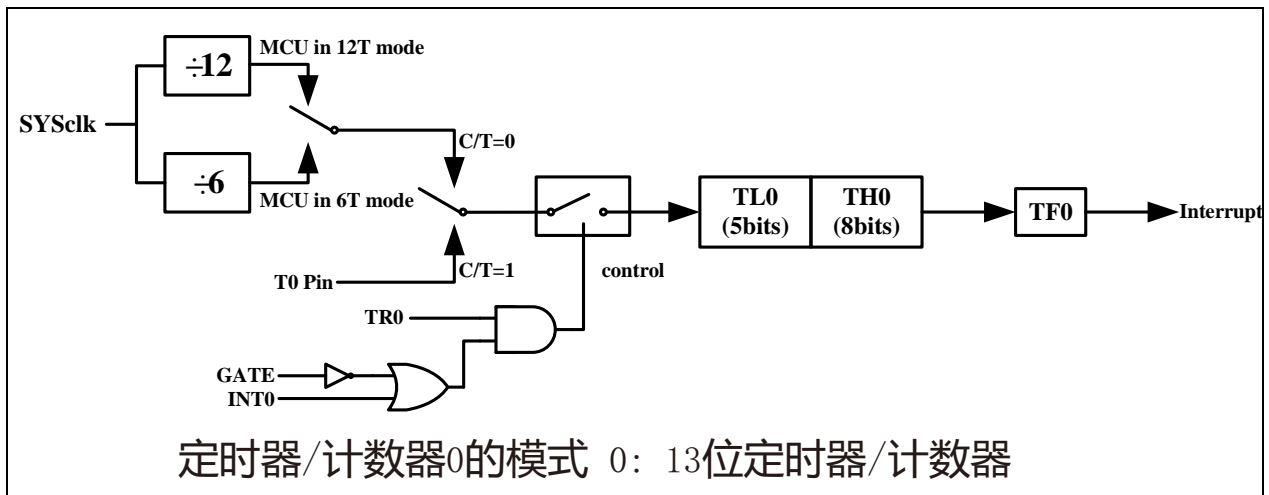 MCU in 12T mode
÷12
SYSclk
÷6
MCU in 6T mode
C/T=0
C/T=1
T0 Pin
control
TL0
(5bits)
TH0
(8bits)
TF0
Interrupt
TR0
GATE
INT0
定时器/计数器0的模式 0: 13位定时器/计数器